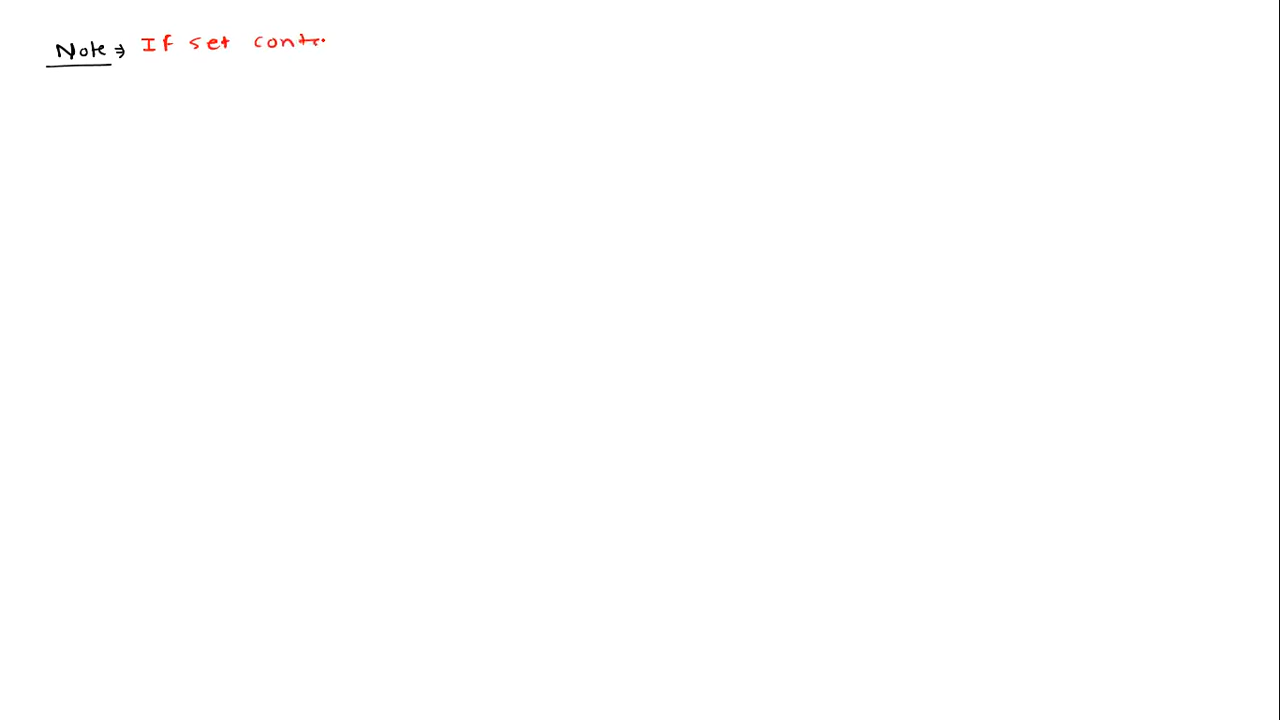 Note ⇒ If set cont